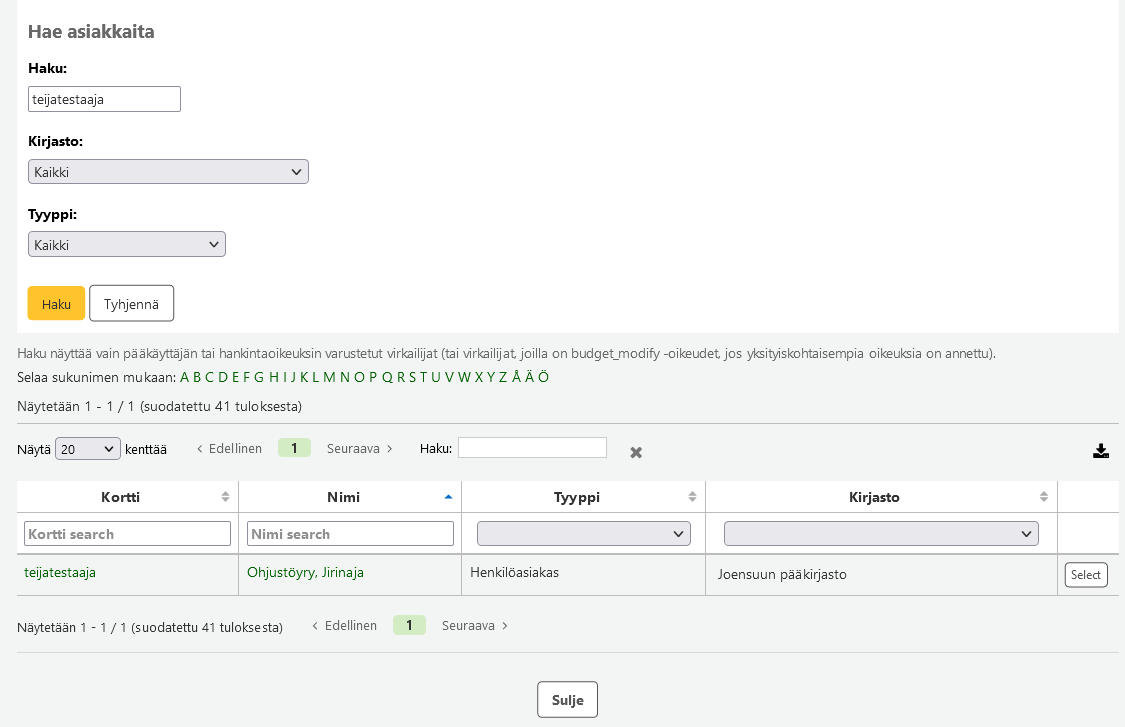 Hae asiakkaita
Haku:
teijatestaaja
Kirjasto:
Kaikki
Tyyppi:
Kaikki
Haku Tyhjennä
Haku näyttää vain pääkäyttäjän tai hankintaoikeuksin varustetut virkailijat (tai virkailijat, joilla on budget_modify -oikeudet, jos yksityiskohtaisempia oikeuksia on annettu).
Selaa sukunimen mukaan: A B C D E F G H I J K L M N O P Q R S T U V W X Y Z Å Ä Ö
Näytetään 1 - 1 / 1 (suodatettu 41 tuloksesta)
Näytä 20 kenttää < Edellinen 1 Seuraava > Haku:
Kortti Nimi Tyyppi Kirjasto
Kortti search Nimi search
teijatestaaja Ohjustöyry, Jirinaja Henkilöasiakas Joensuun pääkirjasto Select
Näytetään 1 - 1 / 1 (suodatettu 41 tuloksesta) < Edellinen 1 Seuraava >
Sulje